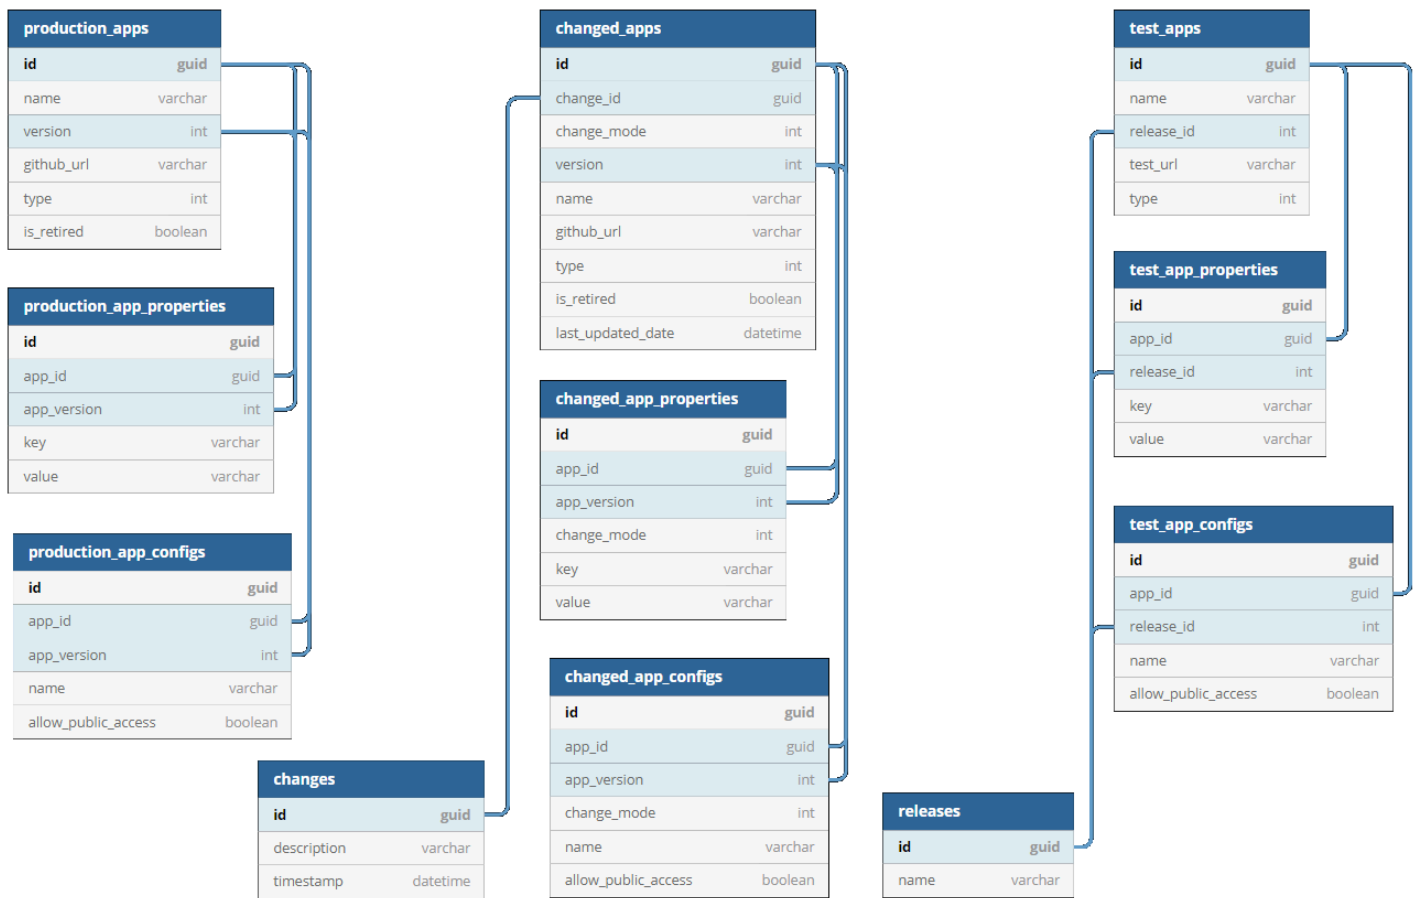 production_apps
id guid
name varchar
version int
github_url varchar
type int
is_retired boolean
production_app_properties
id guid
app_id guid
app_version int
key varchar
value varchar
production_app_configs
id guid
app_id guid
app_version int
name varchar
allow_public_access boolean
changes
id guid
description varchar
timestamp datetime
changed_apps
id guid
change_id guid
change_mode int
version int
name varchar
github_url varchar
type int
is_retired boolean
last_updated_date datetime
changed_app_properties
id guid
app_id guid
app_version int
change_mode int
key varchar
value varchar
changed_app_configs
id guid
app_id guid
app_version int
change_mode int
name varchar
allow_public_access boolean
releases
id guid
name varchar
test_apps
id guid
name varchar
release_id int
test_url varchar
type int
test_app_properties
id guid
app_id guid
release_id int
key varchar
value varchar
test_app_configs
id guid
app_id guid
release_id int
name varchar
allow_public_access boolean